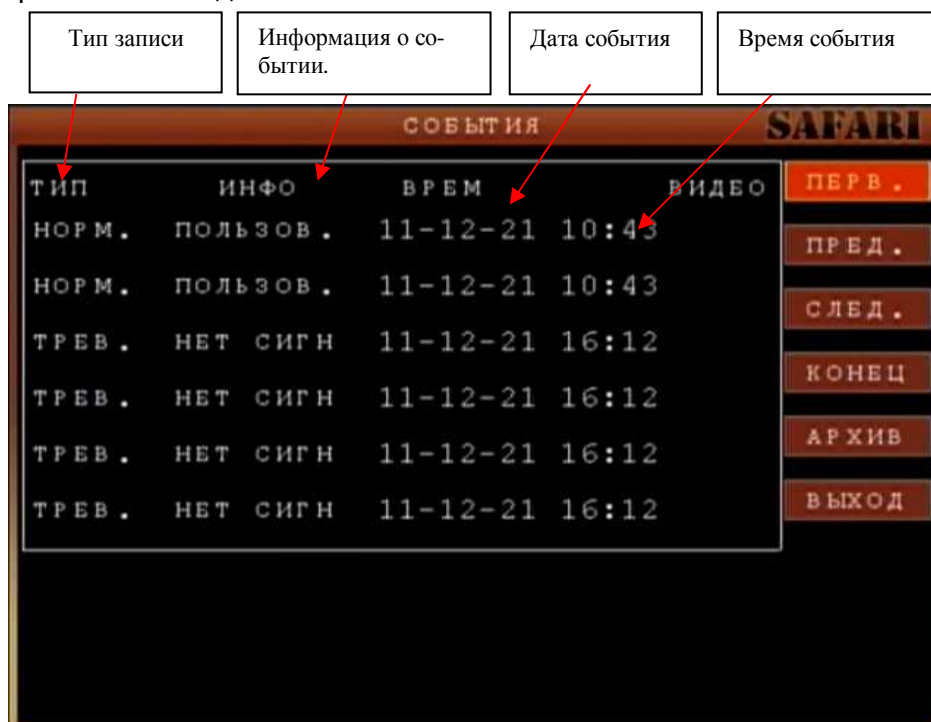 Тип записи
Информация о со-
бытии.
Дата события
Время события
СОБЫТИЯ
SAFARI
ТИП ИНФО ВРЕМ ВИДЕО
НОРМ. ПОЛЬЗОВ. 11-12-21 10:43
НОРМ. ПОЛЬЗОВ. 11-12-21 10:43
ТРЕВ. НЕТ СИГН 11-12-21 16:12
ТРЕВ. НЕТ СИГН 11-12-21 16:12
ТРЕВ. НЕТ СИГН 11-12-21 16:12
ТРЕВ. НЕТ СИГН 11-12-21 16:12
ПЕРВ.
ПРЕД.
СЛЕД.
КОНЕЦ
АРХИВ
ВЫХОД